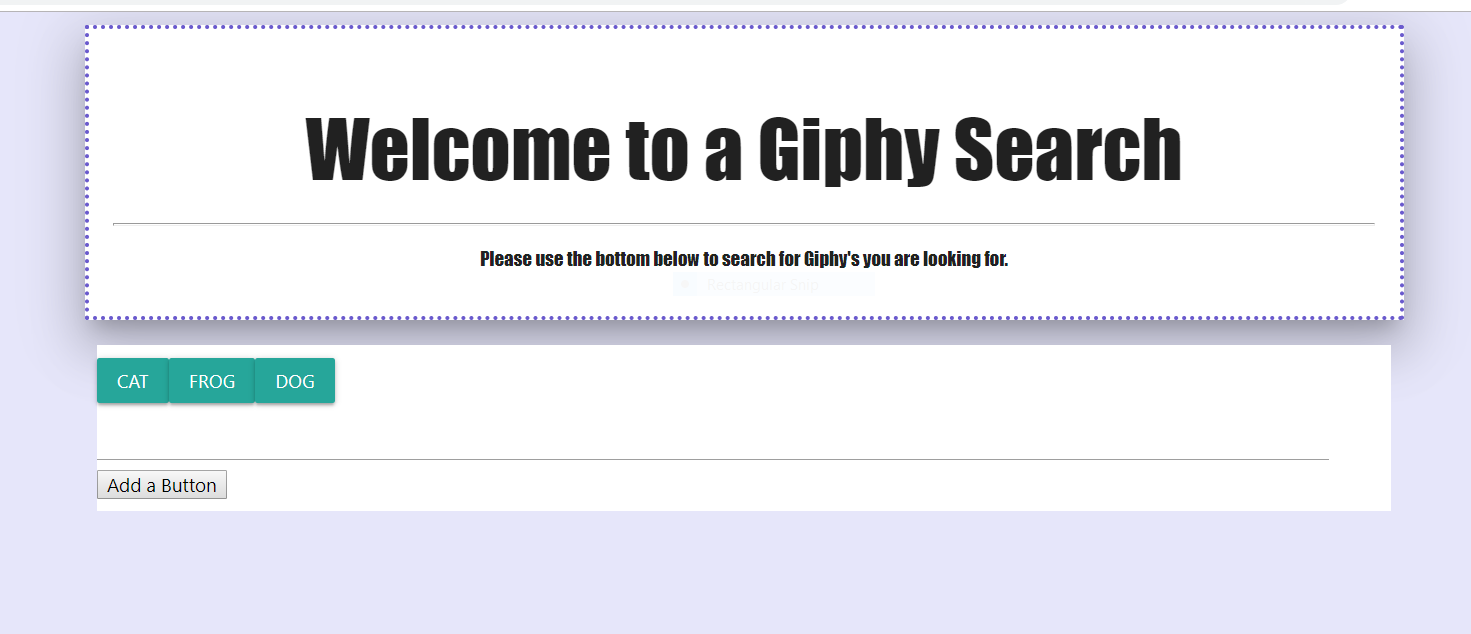 Welcome to a Giphy Search
Please use the bottom below to search for Giphy's you are looking for.
Rectangular Snip
CAT FROG DOG
Add a Button